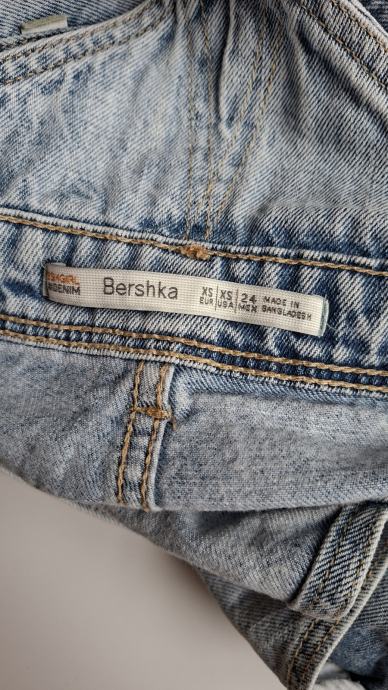 Bershka
XS XS 24 MADE IN
EUR USA MEX BANGLADESH